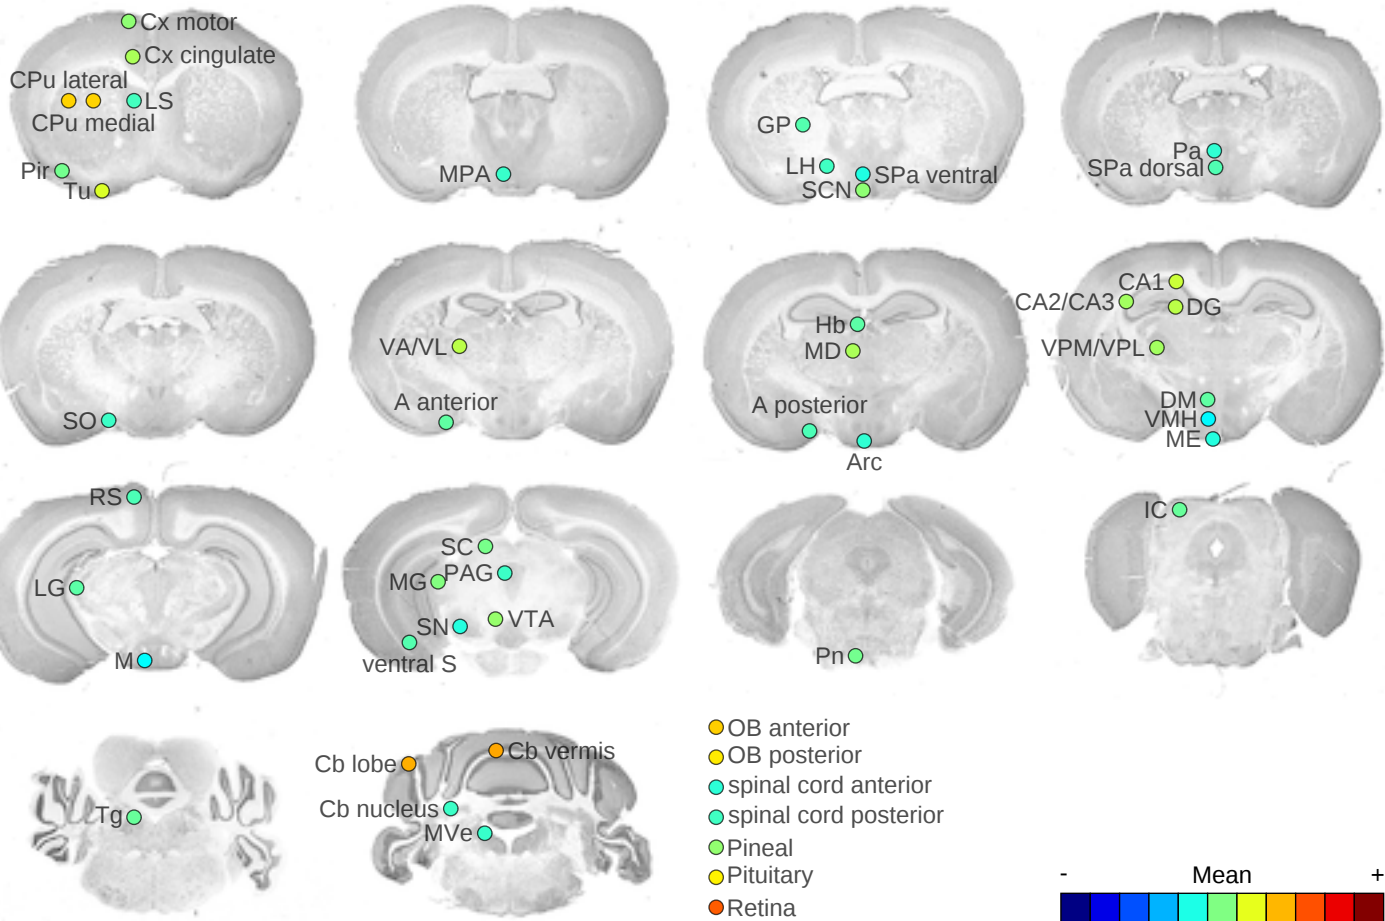 Cx motor
Cx cingulate
CPu lateral
LS
CPu medial
Pir
Tu
MPA
GP
LH
SPa ventral
SCN
Pa
SPa dorsal
SO
VA/VL
A anterior
Hb
MD
A posterior
Arc
CA1
CA2/CA3
DG
VPM/VPL
DM
VMH
ME
RS
LG
M
SC
MG
PAG
SN
VTA
ventral S
Pn
IC
Tg
Cb lobe
Cb vermis
Cb nucleus
MVe
OB anterior
OB posterior
spinal cord anterior
spinal cord posterior
Pineal
Pituitary
Retina
- Mean +